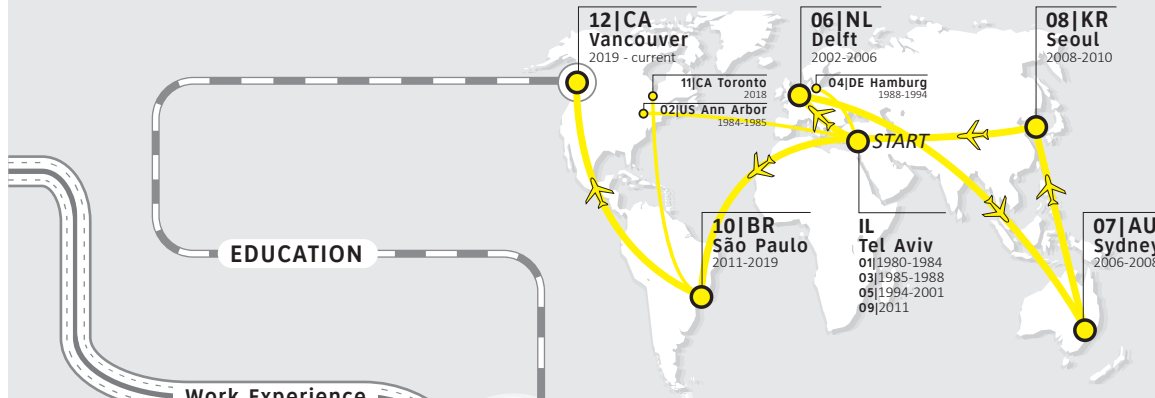 12|CA
Vancouver
2019 - current
11|CA Toronto
2018
02|US Ann Arbor
1984-1985
06|NL
Delft
2002-2006
04|DE Hamburg
1988-1994
08|KR
Seoul
2008-2010
START
10|BR
São Paulo
2011-2019
IL
Tel Aviv
01|1980-1984
03|1985-1988
05|1994-2001
09|2011
07|AU
Sydney
2006-2008
EDUCATION
Work Experience